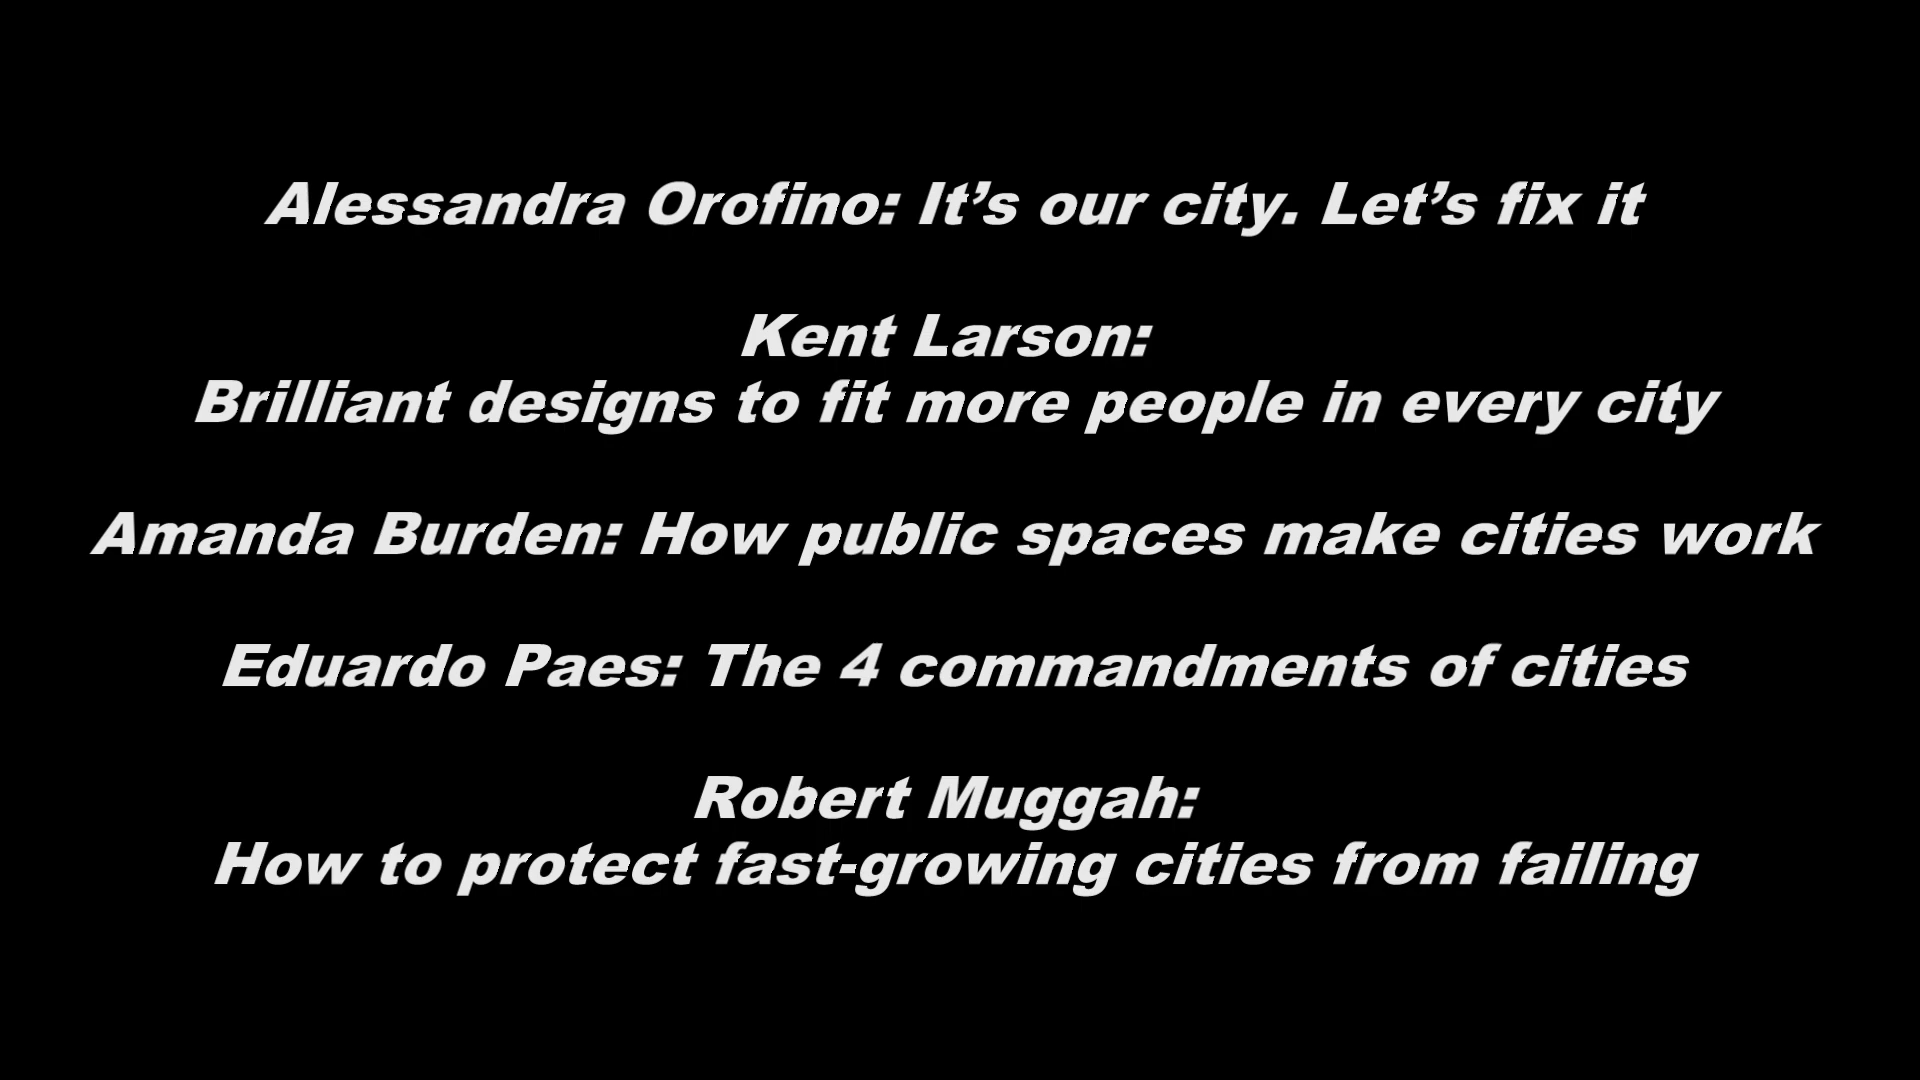 Alessandra Orofino: It’s our city. Let’s fix it
Kent Larson:
Brilliant designs to fit more people in every city
Amanda Burden: How public spaces make cities work
Eduardo Paes: The 4 commandments of cities
Robert Muggah:
How to protect fast-growing cities from failing